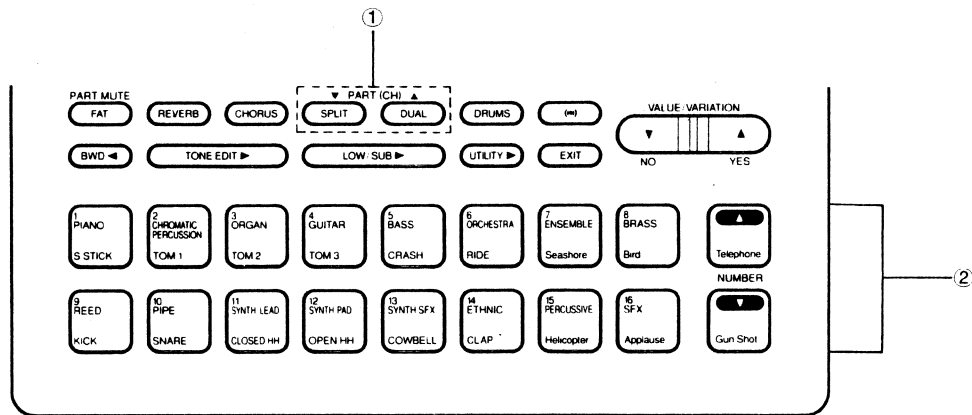 ①
PART MUTE ▼ PART (CH) ▲ VALUE/VARIATION
FAT REVERB CHORUS SPLIT DUAL DRUMS
▼ ▲
BWD ◀ TONE EDIT ▶ LOW/SUB ▶ UTILITY ▶ EXIT NO YES
1 PIANO
S STICK
2 CHROMATIC PERCUSSION
TOM 1
3 ORGAN
TOM 2
4 GUITAR
TOM 3
5 BASS
CRASH
6 ORCHESTRA
RIDE
7 ENSEMBLE
Seashore
8 BRASS
Bird
▲
Telephone
NUMBER
②
9 REED
KICK
10 PIPE
SNARE
11 SYNTH LEAD
CLOSED HH
12 SYNTH PAD
OPEN HH
13 SYNTH SFX
COWBELL
14 ETHNIC
CLAP
15 PERCUSSIVE
Helicopter
16 SFX
Applause
▼
Gun Shot